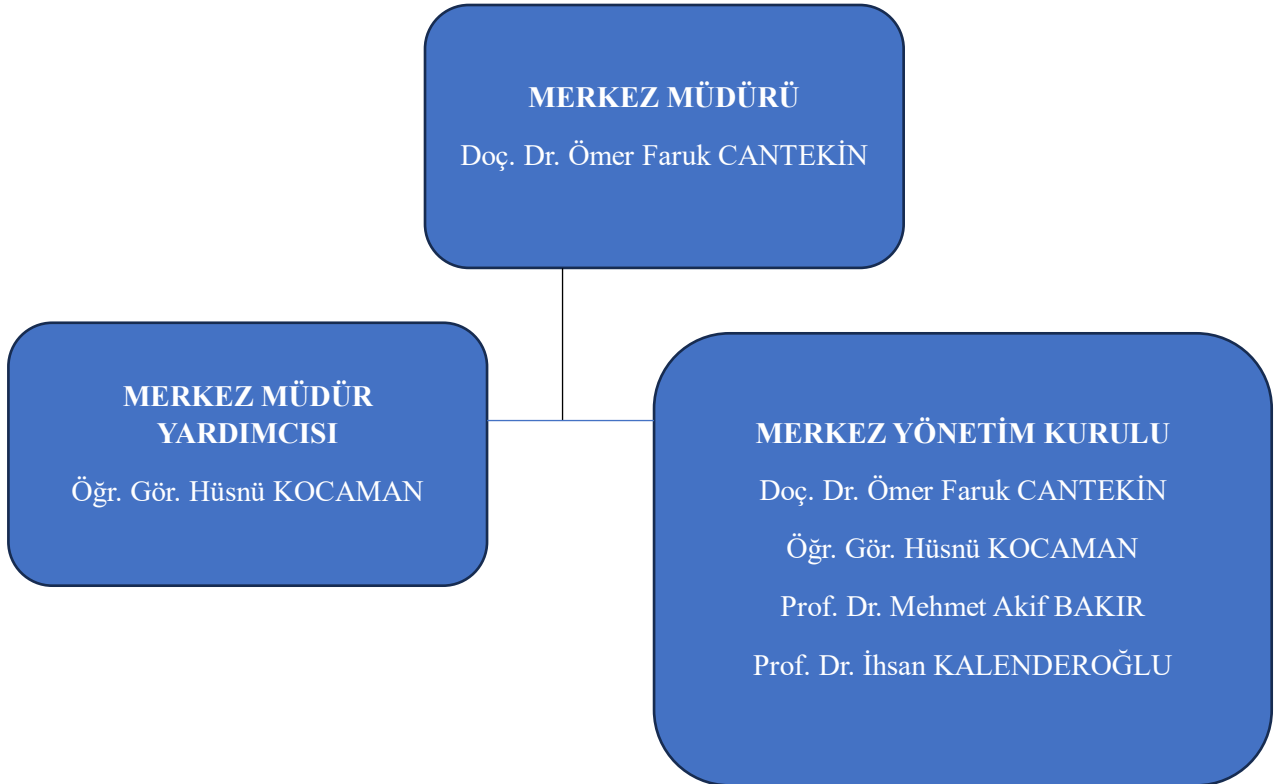 MERKEZ MÜDÜRÜ
Doç. Dr. Ömer Faruk CANTEKİN
MERKEZ MÜDÜR
YARDIMCISI
Öğr. Gör. Hüsnü KOCAMAN
MERKEZ YÖNETİM KURULU
Doç. Dr. Ömer Faruk CANTEKİN
Öğr. Gör. Hüsnü KOCAMAN
Prof. Dr. Mehmet Akif BAKIR
Prof. Dr. İhsan KALENDEROĞLU